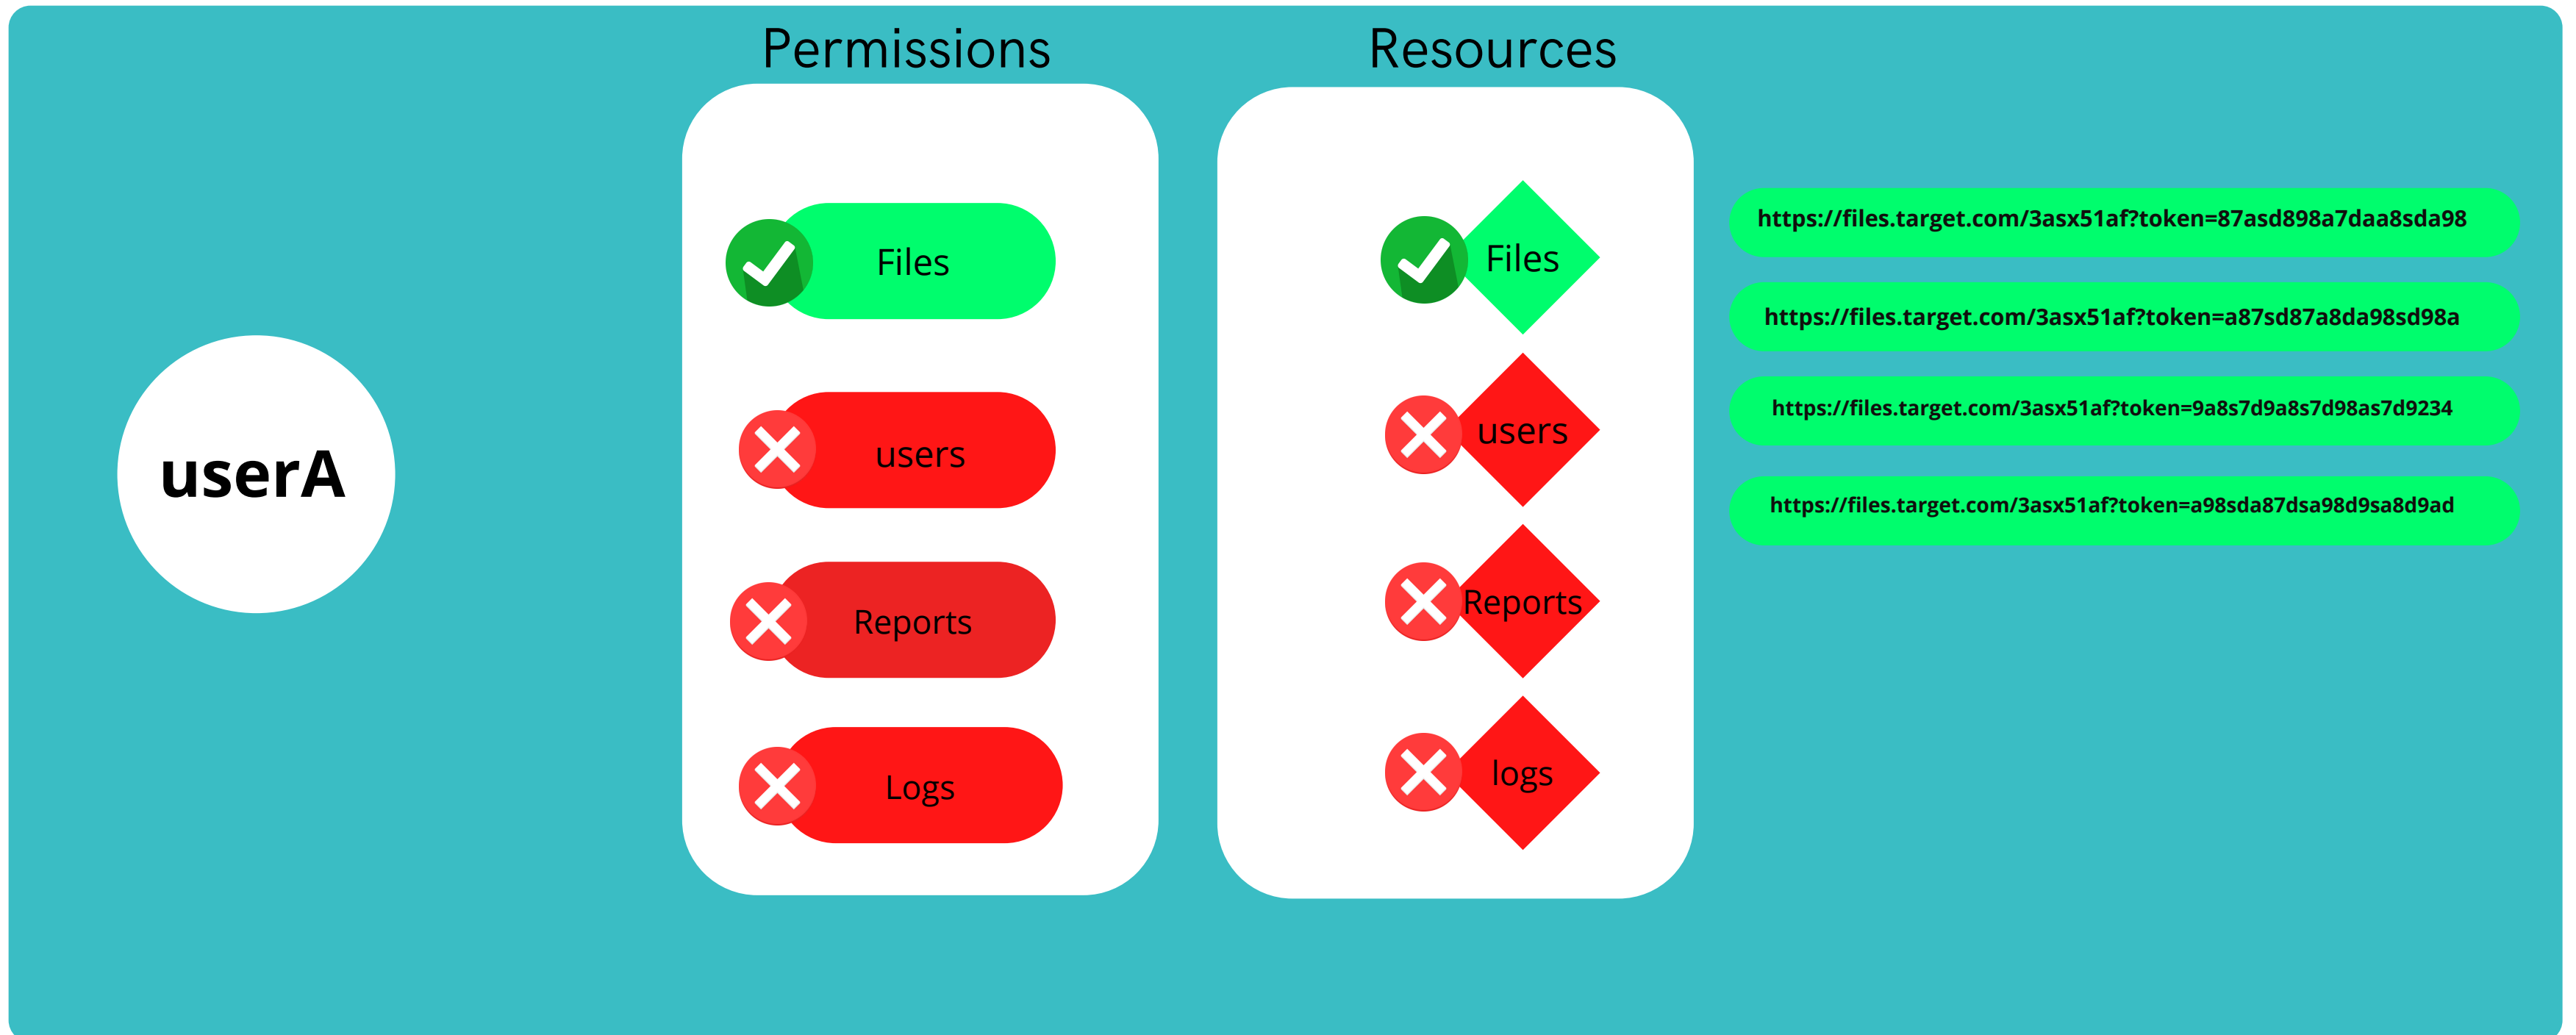 Permissions
Resources
userA
Files
users
Reports
Logs
Files
users
Reports
logs
https://files.target.com/3asx51af?token=87asd898a7daa8sda98
https://files.target.com/3asx51af?token=a87sd87a8da98sd98a
https://files.target.com/3asx51af?token=9a8s7d9a8s7d98as7d9234
https://files.target.com/3asx51af?token=a98sda87dsa98d9sa8d9ad